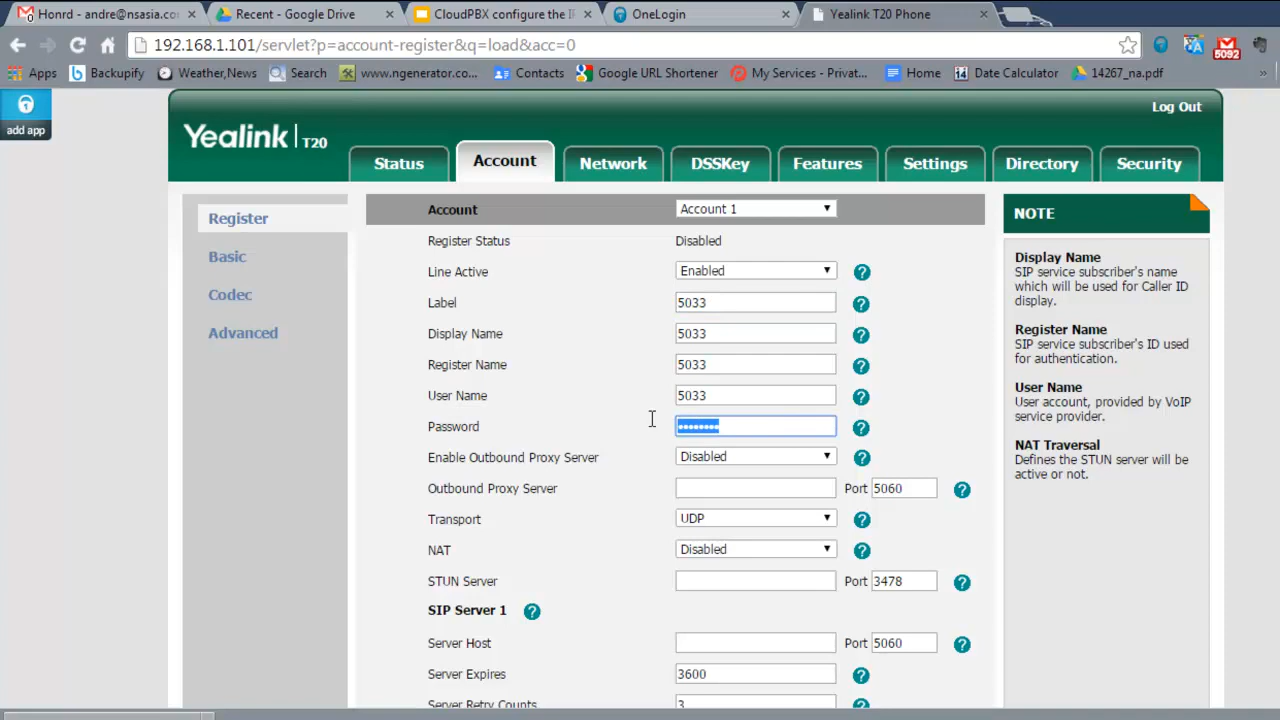 Honrd - andre@nsasia.co
Recent - Google Drive
CloudPBX configure the I
OneLogin
Yealink T20 Phone
192.168.1.101/servlet?p=account-register&q=load&acc=0
5092
Apps
Backupify
Weather,News
Search
www.ngenerator.co...
Contacts
Google URL Shortener
My Services - Privat...
Home
Date Calculator
14267_na.pdf
»
add app
Log Out
Yealink | T20
Status
Account
Network
DSSKey
Features
Settings
Directory
Security
Register
Basic
Codec
Advanced
Account Account 1
Register Status Disabled
Line Active Enabled
Label 5033
Display Name 5033
Register Name 5033
User Name 5033
Password ••••••••
Enable Outbound Proxy Server Disabled
Outbound Proxy Server Port 5060
Transport UDP
NAT Disabled
STUN Server Port 3478
SIP Server 1
Server Host Port 5060
Server Expires 3600
Server Retry Counts 3
NOTE
Display Name
SIP service subscriber's name
which will be used for Caller ID
display.
Register Name
SIP service subscriber's ID used
for authentication.
User Name
User account, provided by VoIP
service provider.
NAT Traversal
Defines the STUN server will be
active or not.